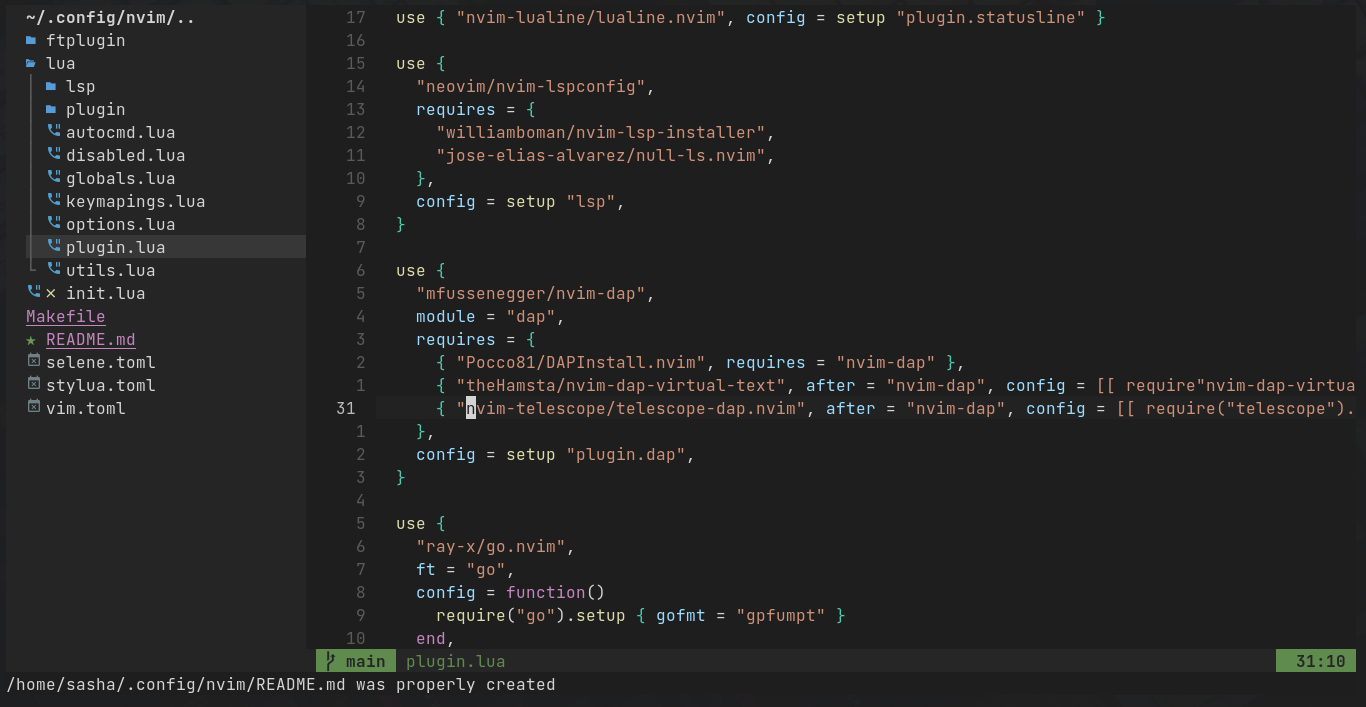 ~/.config/nvim/..
ftplugin
lua
lsp
plugin
autocmd.lua
disabled.lua
globals.lua
keymapings.lua
options.lua
plugin.lua
utils.lua
init.lua
Makefile
README.md
selene.toml
stylua.toml
vim.toml
17 use { "nvim-lualine/lualine.nvim", config = setup "plugin.statusline" }
16
15 use {
14 "neovim/nvim-lspconfig",
13 requires = {
12 "williamboman/nvim-lsp-installer",
11 "jose-elias-alvarez/null-ls.nvim",
10 },
9 config = setup "lsp",
8 }
7
6 use {
5 "mfussenegger/nvim-dap",
4 module = "dap",
3 requires = {
2 { "Pocco81/DAPInstall.nvim", requires = "nvim-dap" },
1 { "theHamsta/nvim-dap-virtual-text", after = "nvim-dap", config = [[ require"nvim-dap-virtua
31 { "nvim-telescope/telescope-dap.nvim", after = "nvim-dap", config = [[ require("telescope").
1 },
2 config = setup "plugin.dap",
3 }
4
5 use {
6 "ray-x/go.nvim",
7 ft = "go",
8 config = function()
9 require("go").setup { gofmt = "gpfumpt" }
10 end,
main plugin.lua 31:10
/home/sasha/.config/nvim/README.md was properly created